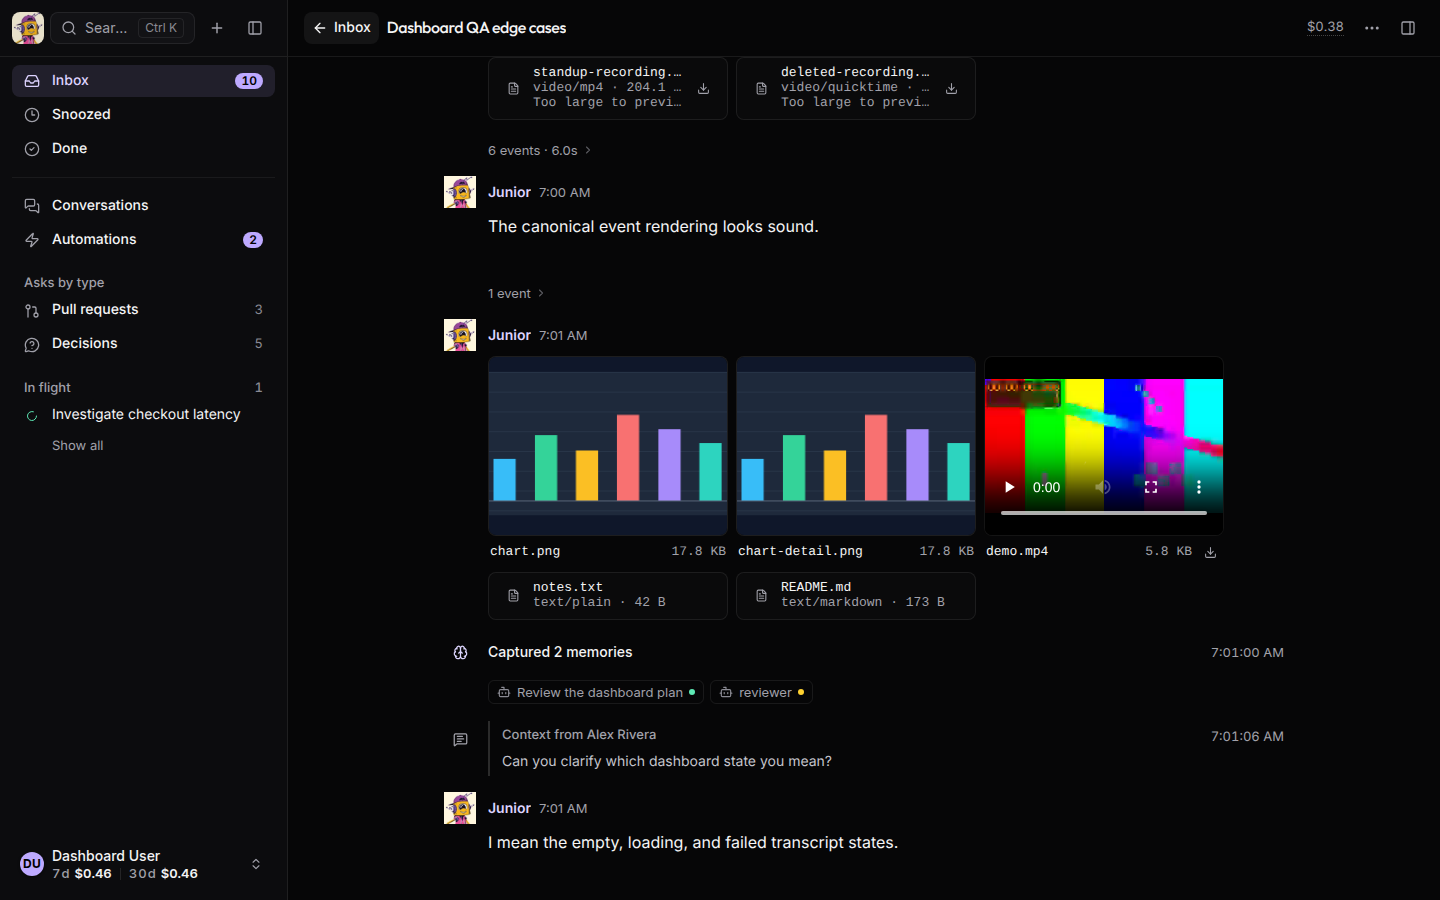 Sear... Ctrl K
Inbox 10
Snoozed
Done
Conversations
Automations 2
Asks by type
Pull requests 3
Decisions 5
In flight 1
Investigate checkout latency
Show all
DU Dashboard User
7d $0.46 30d $0.46
Inbox Dashboard QA edge cases $0.38
standup-recording.…
video/mp4 · 204.1 …
Too large to previ…
deleted-recording.…
video/quicktime · …
Too large to previ…
6 events · 6.0s
Junior 7:00 AM
The canonical event rendering looks sound.
1 event
Junior 7:01 AM
0:00
chart.png 17.8 KB
chart-detail.png 17.8 KB
demo.mp4 5.8 KB
notes.txt
text/plain · 42 B
README.md
text/markdown · 173 B
Captured 2 memories 7:01:00 AM
Review the dashboard plan
reviewer
Context from Alex Rivera 7:01:06 AM
Can you clarify which dashboard state you mean?
Junior 7:01 AM
I mean the empty, loading, and failed transcript states.